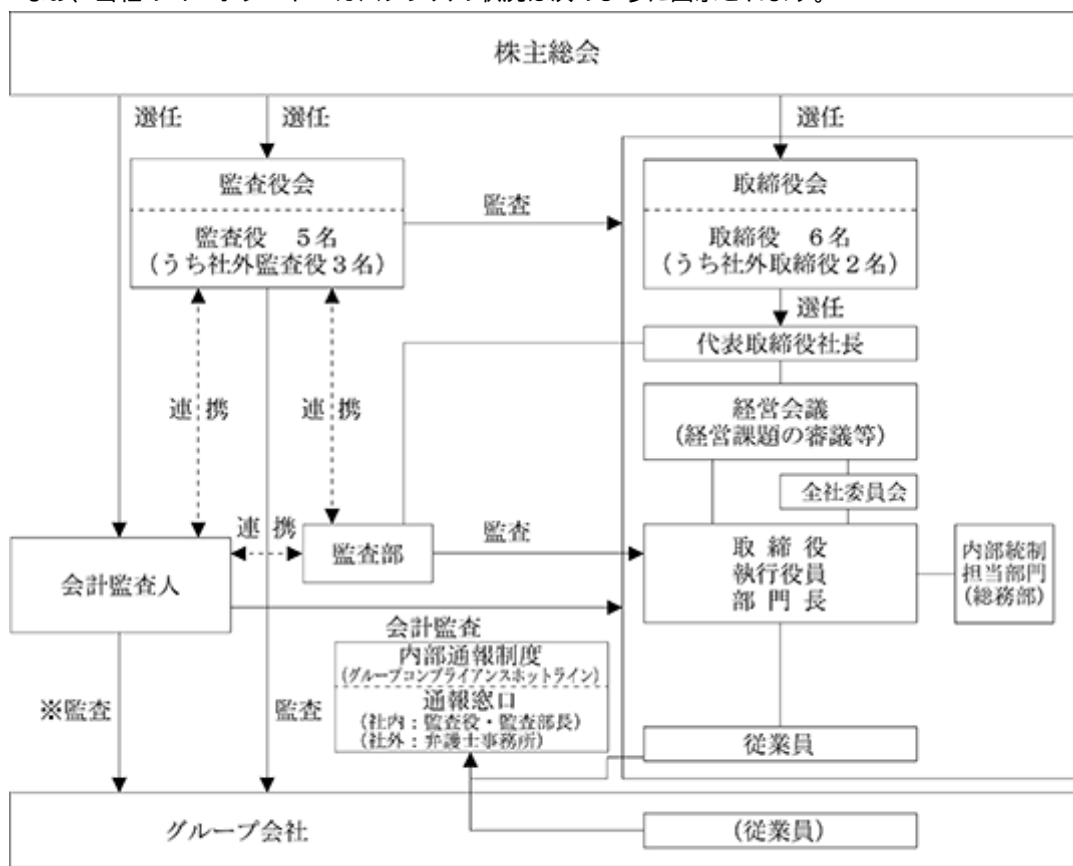 株主総会
選任
選任
選任
監査役会
監査役 5名
(うち社外監査役3名)
監査
取締役会
取締役 6名
(うち社外取締役2名)
選任
代表取締役社長
連携
連携
経営会議
(経営課題の審議等)
全社委員会
連携
監査部
監査
取締役
執行役員
部門長
内部統制
担当部門
(総務部)
会計監査人
会計監査
内部通報制度
(グループコンプライアンスホットライン)
通報窓口
(社内：監査役・監査部長)
(社外：弁護士事務所)
※監査
監査
従業員
グループ会社
(従業員)